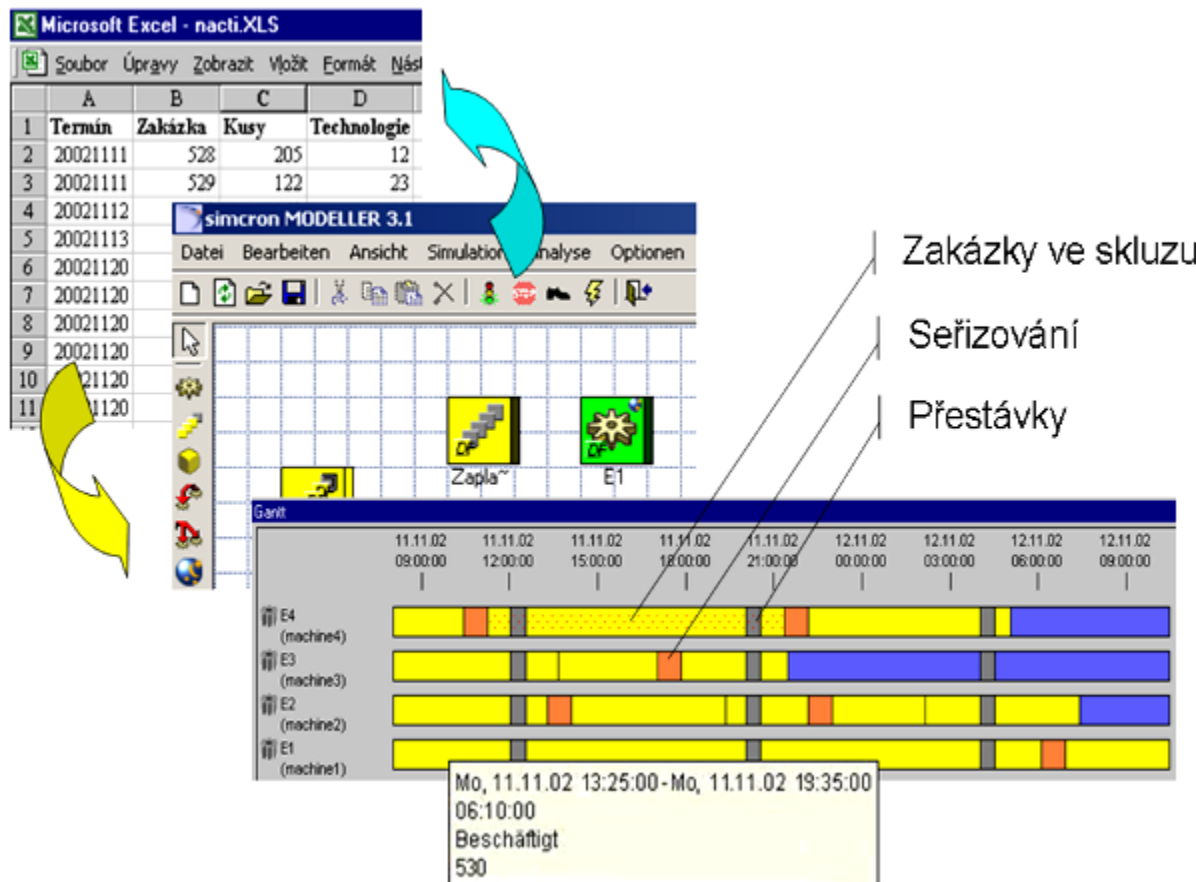 Microsoft Excel - nacti.XLS
Soubor Úpravy Zobrazit Vložit Formát Nást
A B C D
1 Termín Zakázka Kusy Technologie
2 20021111 528 205 12
3 20021111 529 122 23
4 20021112
5 20021113
6 20021120
7 20021120
8 20021120
9 20021120
10 20021120
11 20021120
simcron MODELLER 3.1
Datei Bearbeiten Ansicht Simulation Analyse Optionen
STOP
DF
Zapla~
DF
E1
Zakázky ve skluzu
Seřizování
Přestávky
Gantt
11.11.02 11.11.02 11.11.02 11.11.02 11.11.02 12.11.02 12.11.02 12.11.02 12.11.02
09:00:00 12:00:00 15:00:00 18:00:00 21:00:00 00:00:00 03:00:00 06:00:00 09:00:00
E4
(machine4)
E3
(machine3)
E2
(machine2)
E1
(machine1)
Mo, 11.11.02 13:25:00-Mo, 11.11.02 19:35:00
06:10:00
Beschäftigt
530